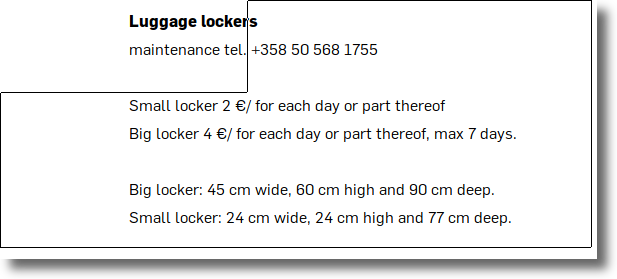 Luggage lockers
maintenance tel. +358 50 568 1755
Small locker 2 €/ for each day or part thereof
Big locker 4 €/ for each day or part thereof, max 7 days.
Big locker: 45 cm wide, 60 cm high and 90 cm deep.
Small locker: 24 cm wide, 24 cm high and 77 cm deep.